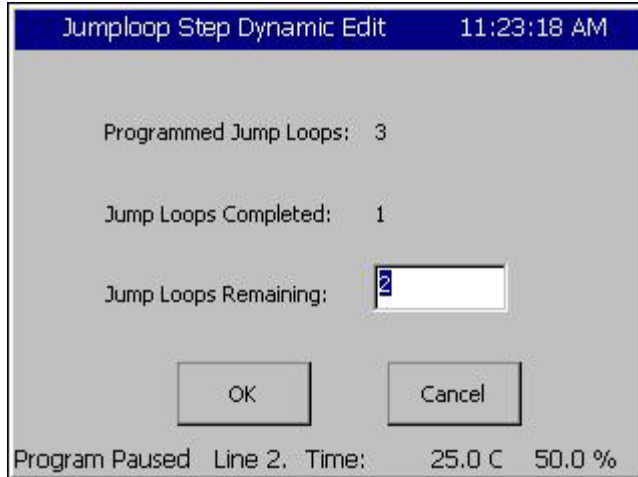 Jumploop Step Dynamic Edit 11:23:18 AM
Programmed Jump Loops: 3
Jump Loops Completed: 1
Jump Loops Remaining: 2
OK Cancel
Program Paused Line 2. Time: 25.0 C 50.0 %